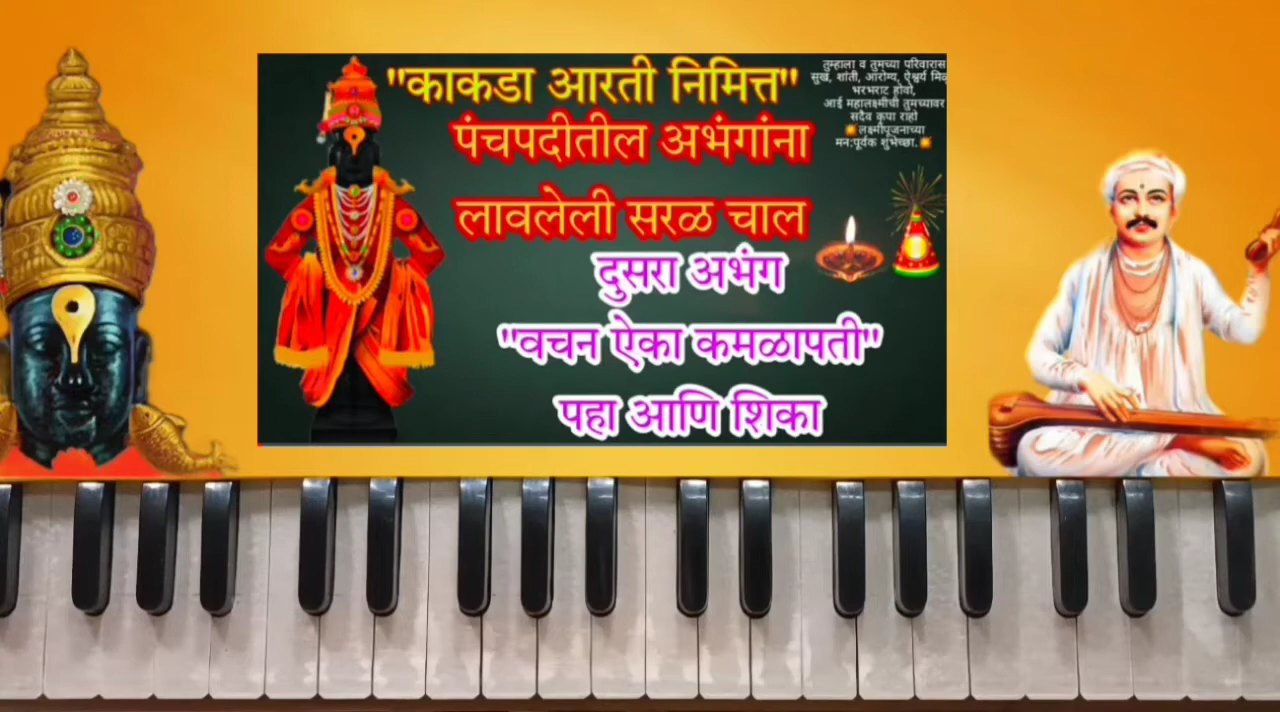 "काकडा आरती निमित्त"
पंचपदीतील अभंगांना
लावलेली सरळ चाल
दुसरा अभंग
"वचन ऐका कमळापती"
पहा आणि शिका
तुम्हाला व तुमच्या परिवारास
सुख, शांती, आरोग्य, ऐश्वर्य
भरभराट होवो,
आई महालक्ष्मीची तुमच्यावर
सदैव कृपा राहो
लक्ष्मीपूजनाच्या
मन:पूर्वक शुभेच्छा.